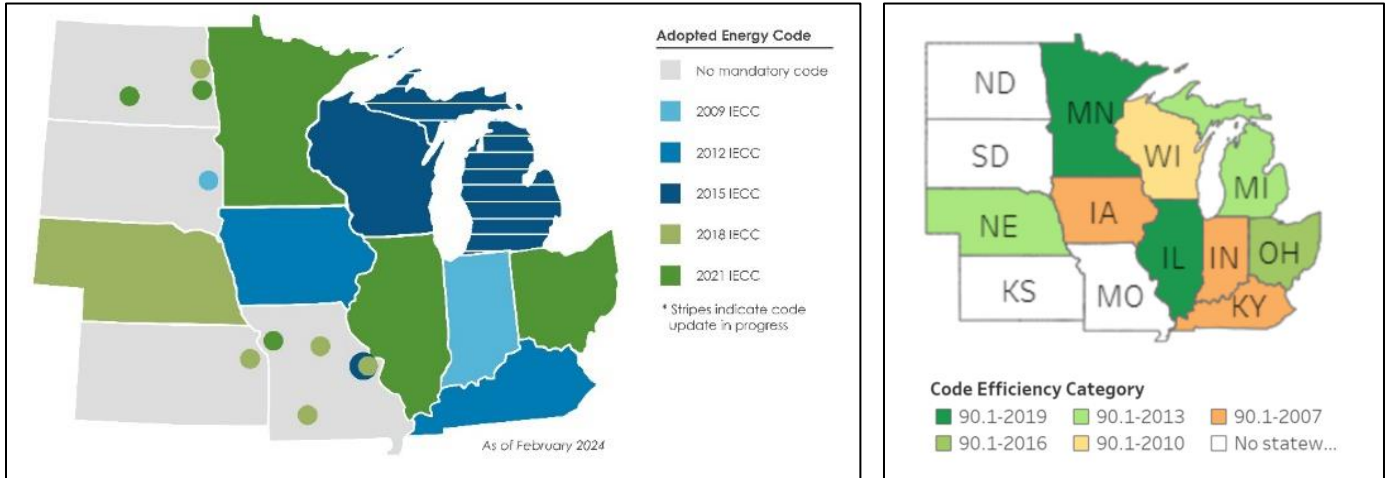 Adopted Energy Code
No mandatory code
2009 IECC
2012 IECC
2015 IECC
2018 IECC
2021 IECC
* Stripes indicate code
update in progress
As of February 2024
ND
MN
SD
WI
MI
IA
NE
IL
IN
OH
KS
MO
KY
Code Efficiency Category
90.1-2019
90.1-2013
90.1-2007
90.1-2016
90.1-2010
No statew...